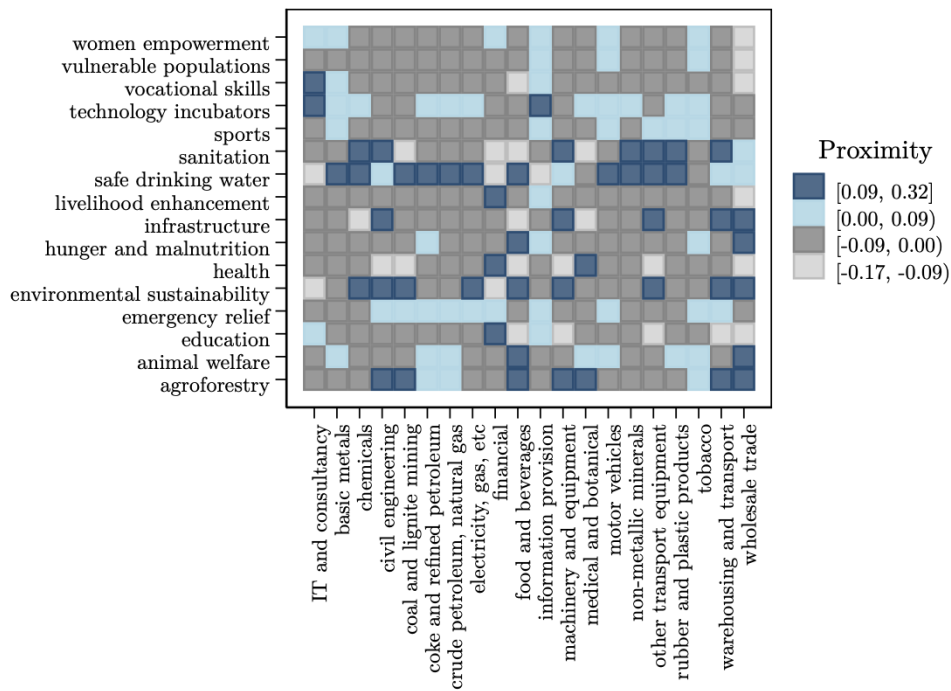 women empowerment
vulnerable populations
vocational skills
technology incubators
sports
sanitation
safe drinking water
livelihood enhancement
infrastructure
hunger and malnutrition
health
environmental sustainability
emergency relief
education
animal welfare
agroforestry
Proximity
[0.09, 0.32]
[0.00, 0.09)
[-0.09, 0.00)
[-0.17, -0.09)
IT and consultancy
basic metals
chemicals
civil engineering
coal and lignite mining
coke and refined petroleum
crude petroleum, natural gas
electricity, gas, etc
financial
food and beverages
information provision
machinery and equipment
medical and botanical
motor vehicles
non-metallic minerals
other transport equipment
rubber and plastic products
tobacco
warehousing and transport
wholesale trade